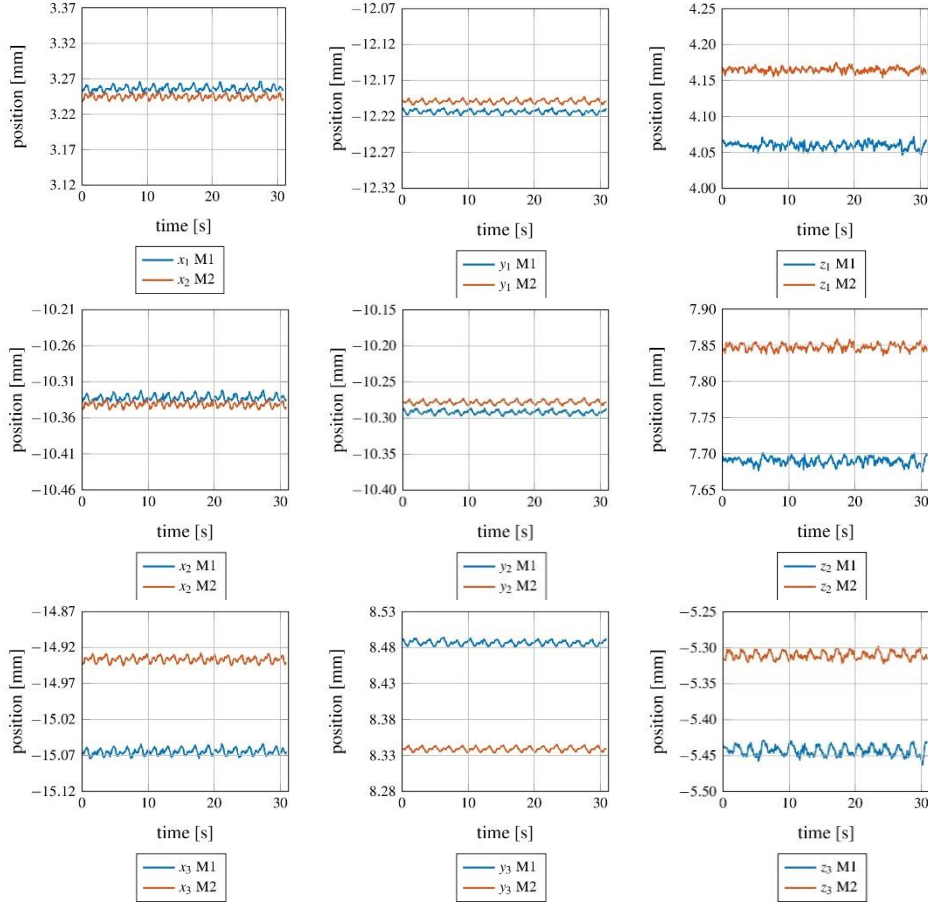 3.37
3.32
3.27
3.22
3.17
3.12
position [mm]
0 10 20 30
time [s]
x₁ M1
x₂ M2
−12.07
−12.12
−12.17
−12.22
−12.27
−12.32
position [mm]
0 10 20 30
time [s]
y₁ M1
y₁ M2
4.25
4.20
4.15
4.10
4.05
4.00
position [mm]
0 10 20 30
time [s]
z₁ M1
z₁ M2
−10.21
−10.26
−10.31
−10.36
−10.41
−10.46
position [mm]
0 10 20 30
time [s]
x₂ M1
x₂ M2
−10.15
−10.20
−10.25
−10.30
−10.35
−10.40
position [mm]
0 10 20 30
time [s]
y₂ M1
y₂ M2
7.90
7.85
7.80
7.75
7.70
7.65
position [mm]
0 10 20 30
time [s]
z₂ M1
z₂ M2
−14.87
−14.92
−14.97
−15.02
−15.07
−15.12
position [mm]
0 10 20 30
time [s]
x₃ M1
x₃ M2
8.53
8.48
8.43
8.38
8.33
8.28
position [mm]
0 10 20 30
time [s]
y₃ M1
y₃ M2
−5.25
−5.30
−5.35
−5.40
−5.45
−5.50
position [mm]
0 10 20 30
time [s]
z₃ M1
z₃ M2